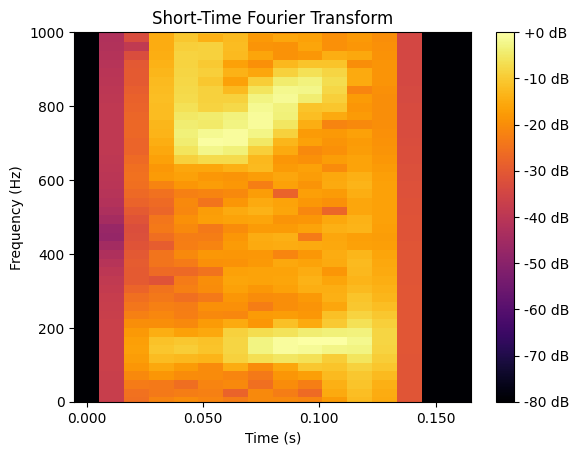 Short-Time Fourier Transform
1000
800
600
400
200
0
Frequency (Hz)
0.000
0.050
0.100
0.150
Time (s)
+0 dB
-10 dB
-20 dB
-30 dB
-40 dB
-50 dB
-60 dB
-70 dB
-80 dB